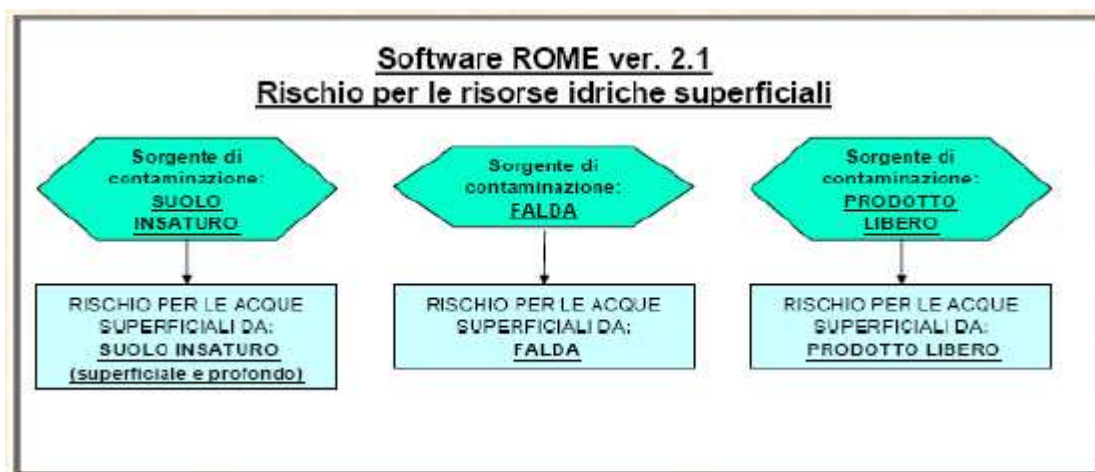 Software ROME ver. 2.1
Rischio per le risorse idriche superficiali
Sorgente di
contaminazione:
SUOLO
INSATURO
Sorgente di
contaminazione:
FALDA
Sorgente di
contaminazione:
PRODOTTO
LIBERO
RISCHIO PER LE ACQUE
SUPERFICIALI DA:
SUOLO INSATURO
(superficiale e profondo)
RISCHIO PER LE ACQUE
SUPERFICIALI DA:
FALDA
RISCHIO PER LE ACQUE
SUPERFICIALI DA:
PRODOTTO LIBERO